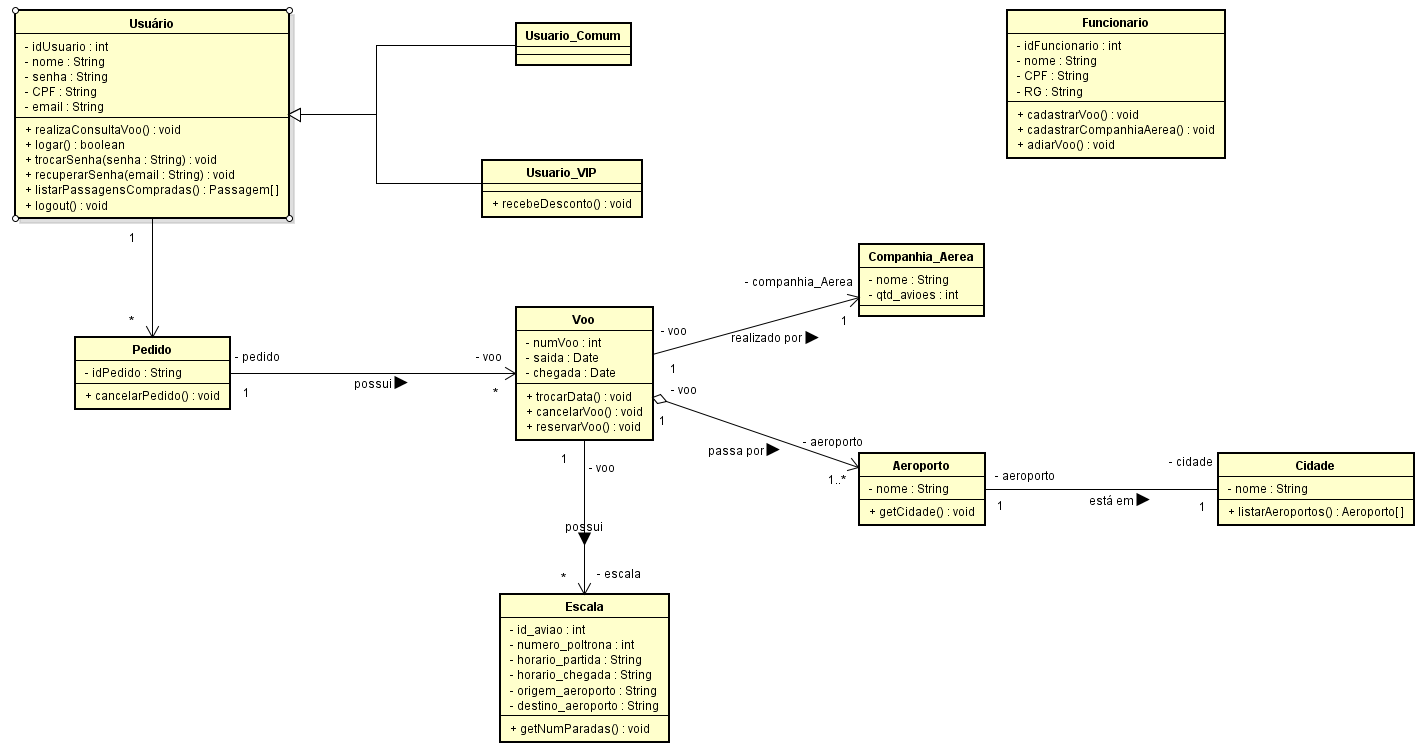 Usuário
- idUsuario : int
- nome : String
- senha : String
- CPF : String
- email : String
+ realizaConsultaVoo() : void
+ logar() : boolean
+ trocarSenha(senha : String) : void
+ recuperarSenha(email : String) : void
+ listarPassagensCompradas() : Passagem[]
+ logout() : void
Usuario_Comum
Usuario_VIP
+ recebeDesconto() : void
Funcionario
- idFuncionario : int
- nome : String
- CPF : String
- RG : String
+ cadastrarVoo() : void
+ cadastrarCompanhiaAerea() : void
+ adiarVoo() : void
1
*
Pedido
- idPedido : String
+ cancelarPedido() : void
- pedido
1
possui
- voo
*
Voo
- numVoo : int
- saida : Date
- chegada : Date
+ trocarData() : void
+ cancelarVoo() : void
+ reservarVoo() : void
- voo
1
realizado por
- companhia_Aerea
1
Companhia_Aerea
- nome : String
- qtd_avioes : int
- voo
1
passa por
- aeroporto
1..*
Aeroporto
- nome : String
+ getCidade() : void
- aeroporto
1
está em
- cidade
1
Cidade
- nome : String
+ listarAeroportos() : Aeroporto[]
1
- voo
possui
*
- escala
Escala
- id_aviao : int
- numero_poltrona : int
- horario_partida : String
- horario_chegada : String
- origem_aeroporto : String
- destino_aeroporto : String
+ getNumParadas() : void